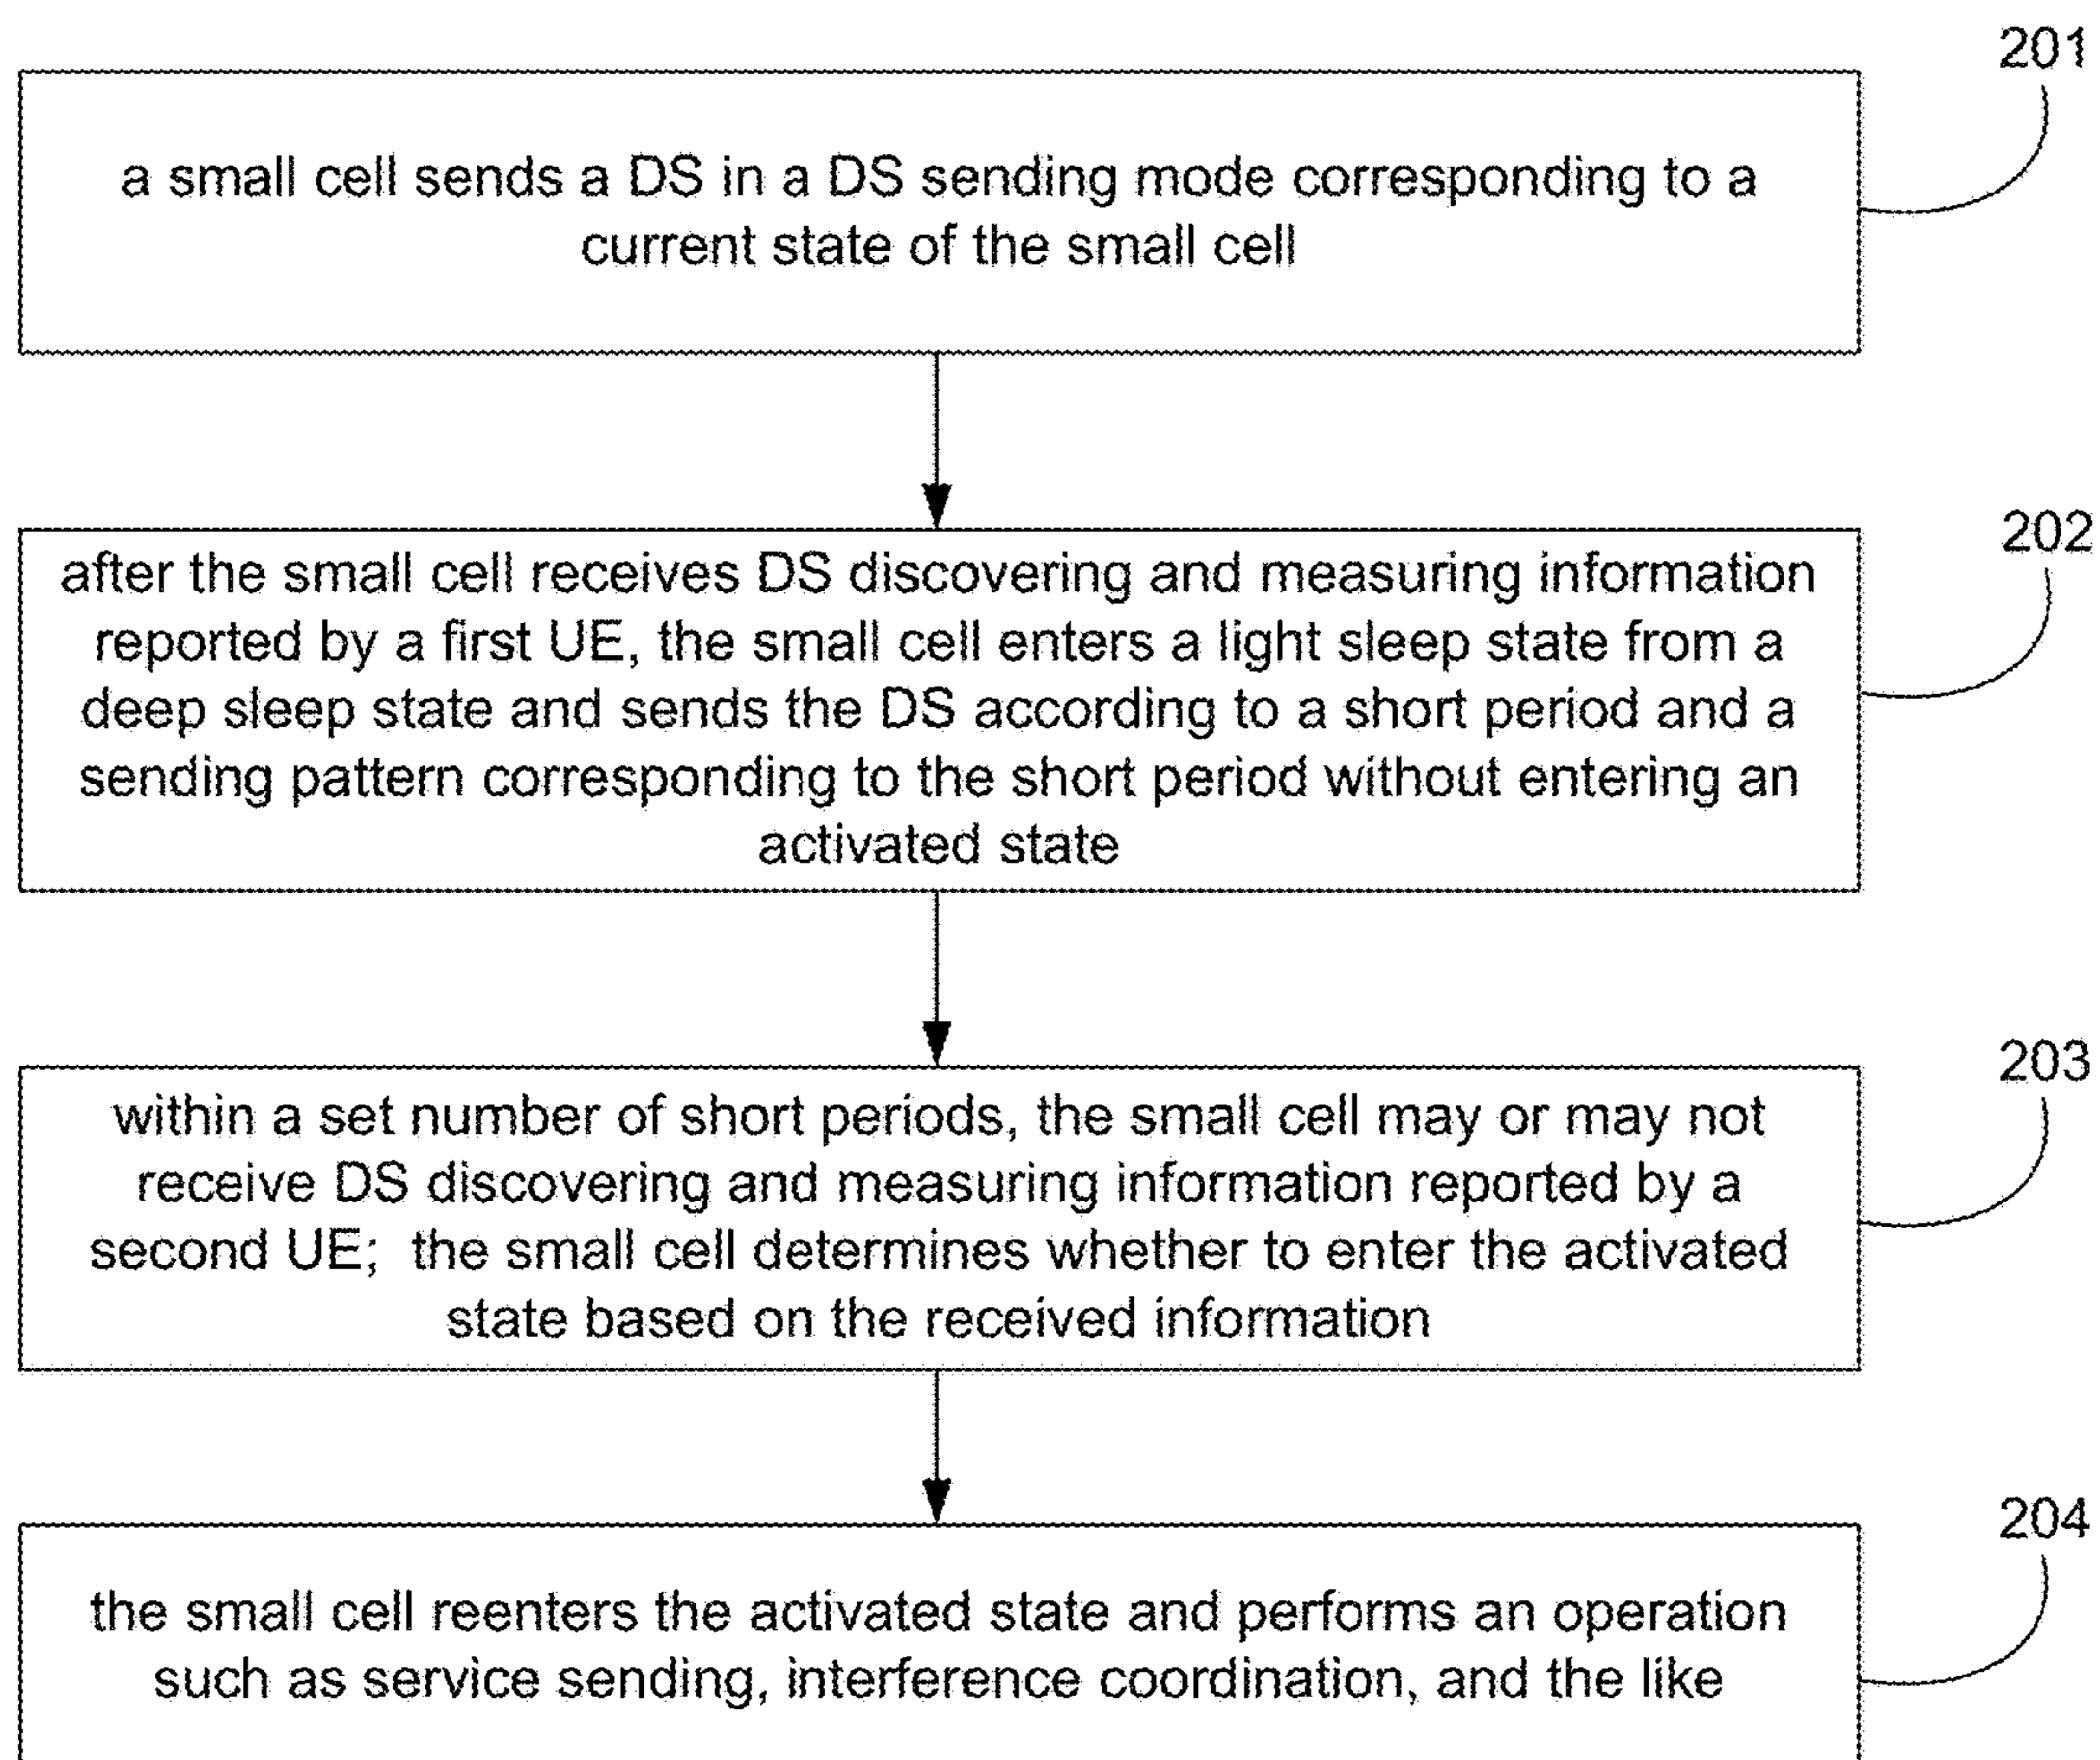 201
a small cell sends a DS in a DS sending mode corresponding to a
current state of the small cell
202
after the small cell receives DS discovering and measuring information
reported by a first UE, the small cell enters a light sleep state from a
deep sleep state and sends the DS according to a short period and a
sending pattern corresponding to the short period without entering an
activated state
203
within a set number of short periods, the small cell may or may not
receive DS discovering and measuring information reported by a
second UE; the small cell determines whether to enter the activated
state based on the received information
204
the small cell reenters the activated state and performs an operation
such as service sending, interference coordination, and the like